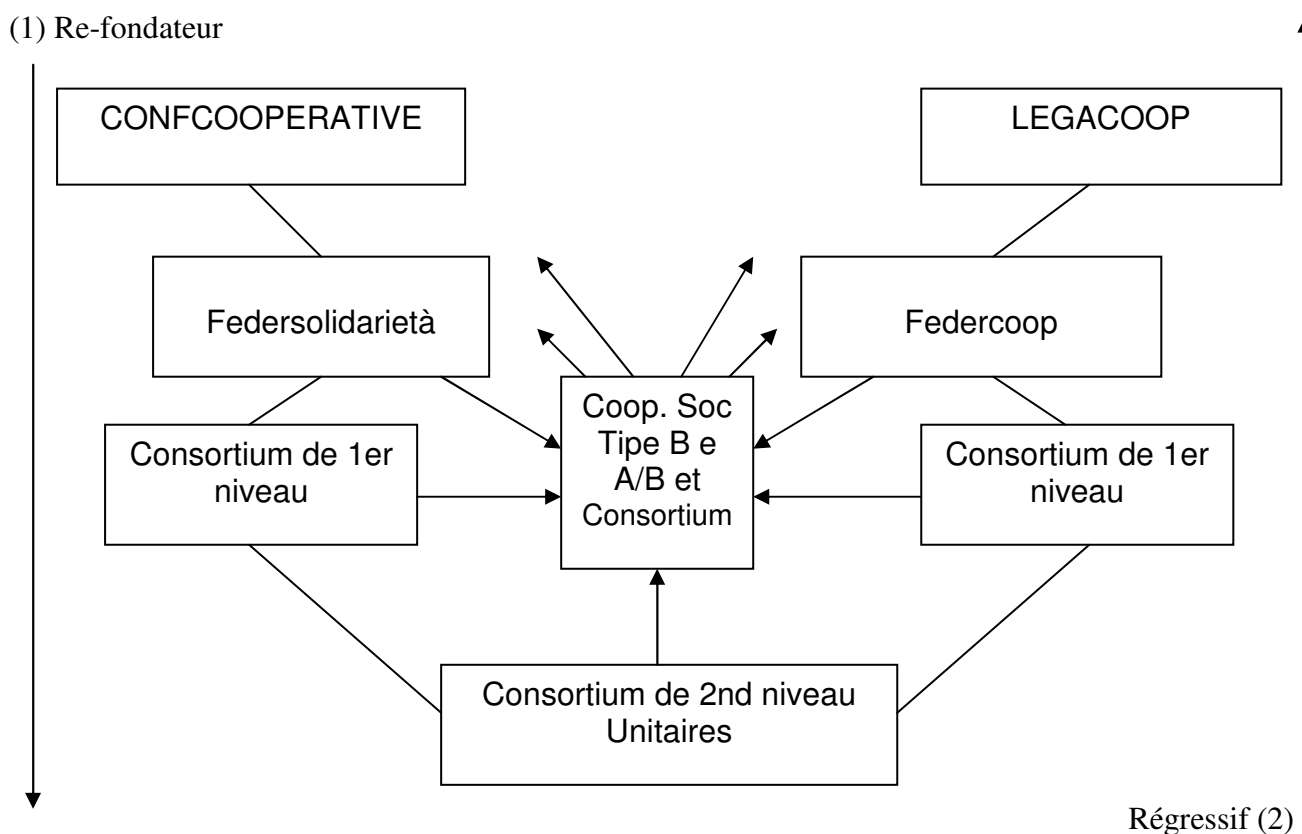 (1) Re-fondateur
CONFCOOPERATIVE
LEGACOOP
Federsolidarietà
Federcoop
Coop. Soc
Tipe B e
A/B et
Consortium
Consortium de 1er
niveau
Consortium de 1er
niveau
Consortium de 2nd niveau
Unitaires
Régressif (2)